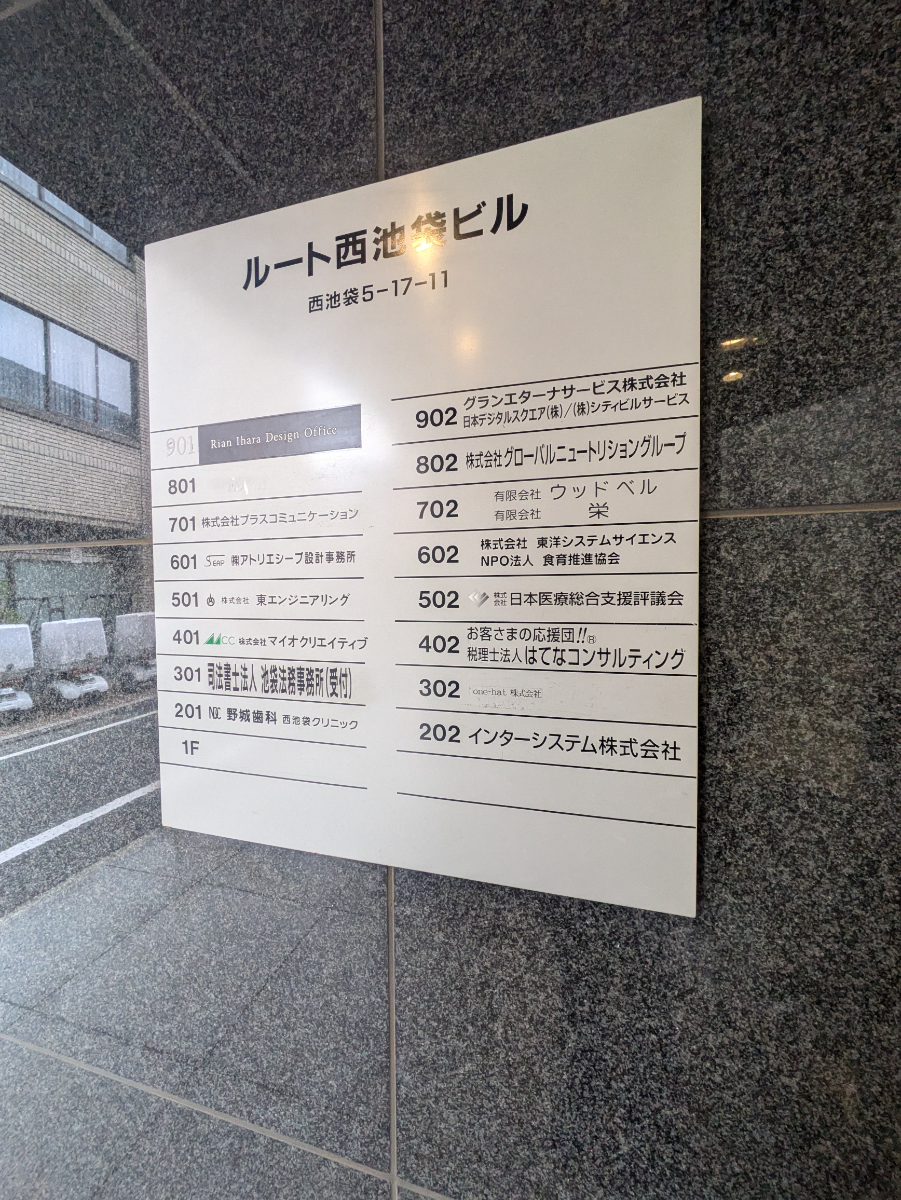 ルート西池袋ビル
西池袋5-17-11
901 Rian Ihara Design Office
801
701 株式会社プラスコミュニケーション
601 SEAP ㈱アトリエシープ設計事務所
501 株式会社 東エンジニアリング
401 MCC 株式会社マイオクリエイティブ
301 司法書士法人 池袋法務事務所(受付)
201 NDC 野城歯科 西池袋クリニック
1F
902 グランエターナサービス株式会社
日本デジタルスクエア(株)/(株)シティビルサービス
802 株式会社グローバルニュートリショングループ
702 有限会社 ウッドベル
有限会社 栄
602 株式会社 東洋システムサイエンス
NPO法人 食育推進協会
502 株式会社 日本医療総合支援評議会
402 お客さまの応援団!!®
税理士法人 はてなコンサルティング
302 one-hat 株式会社
202 インターシステム株式会社